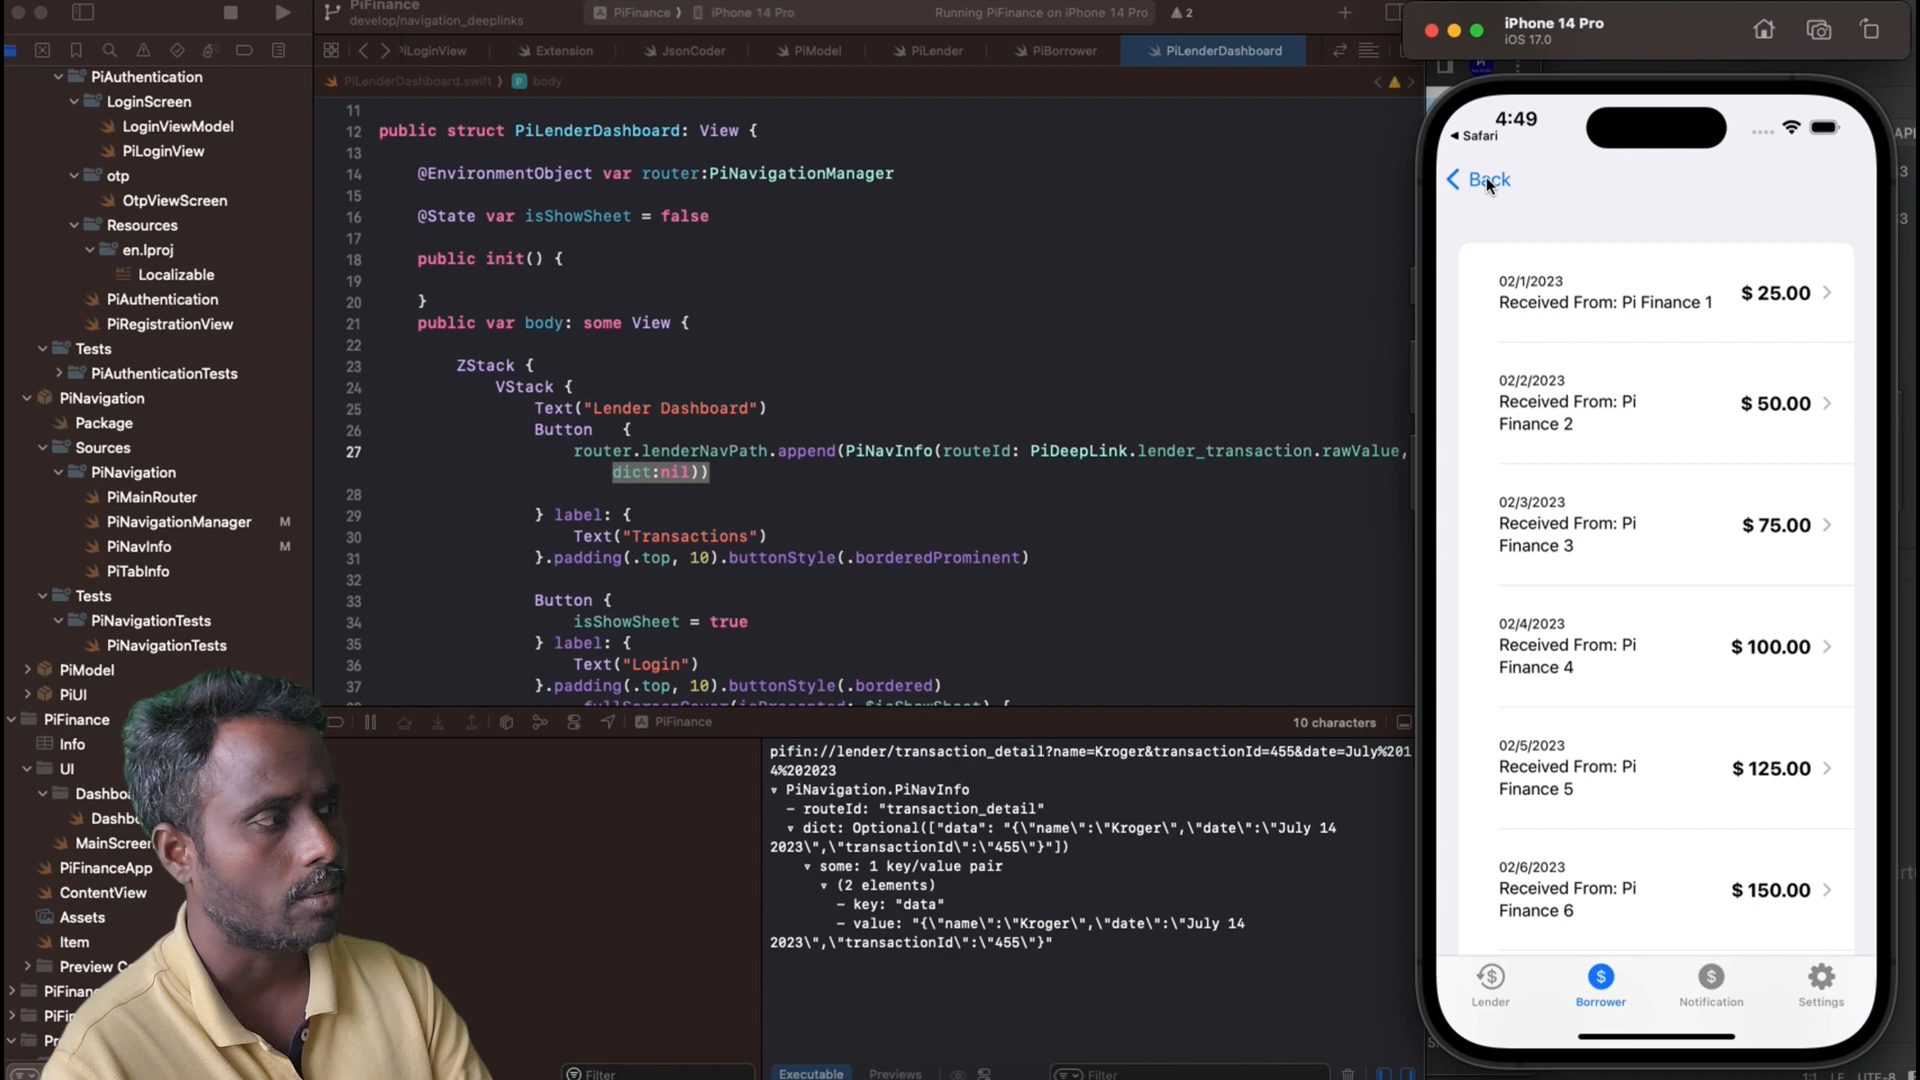 PiFinance
develop/navigation_deeplinks
PiFinance
iPhone 14 Pro
Running PiFinance on iPhone 14 Pro
2
PiLoginView
Extension
JsonCoder
PiModel
PiLender
PiBorrower
PiLenderDashboard
PiLenderDashboard.swift
body
PiAuthentication
LoginScreen
LoginViewModel
PiLoginView
otp
OtpViewScreen
Resources
en.lproj
Localizable
PiAuthentication
PiRegistrationView
Tests
PiAuthenticationTests
PiNavigation
Package
Sources
PiNavigation
PiMainRouter
PiNavigationManager M
PiNavInfo M
PiTabInfo
Tests
PiNavigationTests
PiNavigationTests
PiModel
PiUI
PiFinance
Info
UI
Dashbo
Dashbo
MainScreen
PiFinanceApp
ContentView
Assets
Item
Preview Co
PiFinanc
PiFin
Pr
11
12 public struct PiLenderDashboard: View {
13
14 @EnvironmentObject var router:PiNavigationManager
15
16 @State var isShowSheet = false
17
18 public init() {
19
20 }
21 public var body: some View {
22
23 ZStack {
24 VStack {
25 Text("Lender Dashboard")
26 Button {
27 router.lenderNavPath.append(PiNavInfo(routeId: PiDeepLink.lender_transaction.rawValue,
dict:nil))
28
29 } label: {
30 Text("Transactions")
31 }.padding(.top, 10).buttonStyle(.borderedProminent)
32
33 Button {
34 isShowSheet = true
35 } label: {
36 Text("Login")
37 }.padding(.top, 10).buttonStyle(.bordered)
.fullScreenCover(isPresented: $isShowSheet) {
PiFinance
10 characters
pifin://lender/transaction_detail?name=Kroger&transactionId=455&date=July%201
4%202023
▿ PiNavigation.PiNavInfo
- routeId: "transaction_detail"
▿ dict: Optional(["data": "{\"name\":\"Kroger\",\"date\":\"July 14
2023\",\"transactionId\":\"455\"}"])
▿ some: 1 key/value pair
▿ (2 elements)
- key: "data"
- value: "{\"name\":\"Kroger\",\"date\":\"July 14
2023\",\"transactionId\":\"455\"}"
Filter
Executable
Previews
Filter
iPhone 14 Pro
iOS 17.0
4:49
Safari
Back
02/1/2023
Received From: Pi Finance 1
$ 25.00
02/2/2023
Received From: Pi
Finance 2
$ 50.00
02/3/2023
Received From: Pi
Finance 3
$ 75.00
02/4/2023
Received From: Pi
Finance 4
$ 100.00
02/5/2023
Received From: Pi
Finance 5
$ 125.00
02/6/2023
Received From: Pi
Finance 6
$ 150.00
Lender
Borrower
Notification
Settings